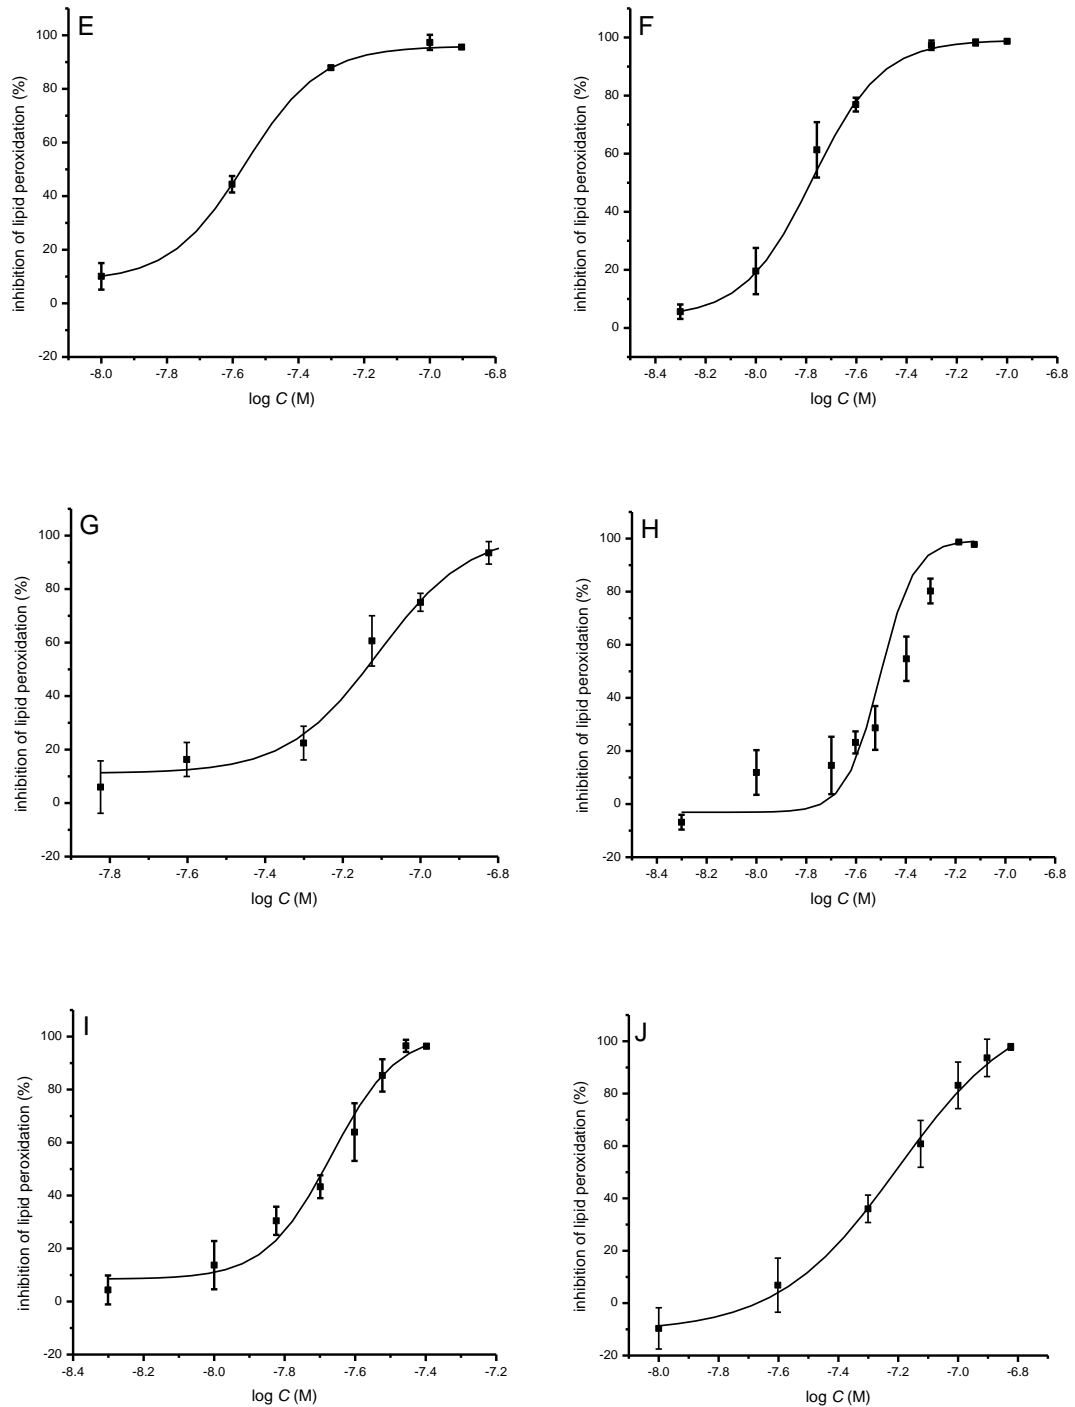 E
inhibition of lipid peroxidation (%)
100
80
60
40
20
0
-20
-8.0 -7.8 -7.6 -7.4 -7.2 -7.0 -6.8
log C (M)
F
inhibition of lipid peroxidation (%)
100
80
60
40
20
0
-8.4 -8.2 -8.0 -7.8 -7.6 -7.4 -7.2 -7.0 -6.8
log C (M)
G
inhibition of lipid peroxidation (%)
100
80
60
40
20
0
-20
-7.8 -7.6 -7.4 -7.2 -7.0 -6.8
log C (M)
H
inhibition of lipid peroxidation (%)
100
80
60
40
20
0
-20
-8.4 -8.2 -8.0 -7.8 -7.6 -7.4 -7.2 -7.0 -6.8
log C (M)
I
inhibition of lipid peroxidation (%)
100
80
60
40
20
0
-20
-8.4 -8.2 -8.0 -7.8 -7.6 -7.4 -7.2
log C (M)
J
inhibition of lipid peroxidation (%)
100
80
60
40
20
0
-20
-8.0 -7.6 -7.4 -7.2 -7.0 -6.8
log C (M)